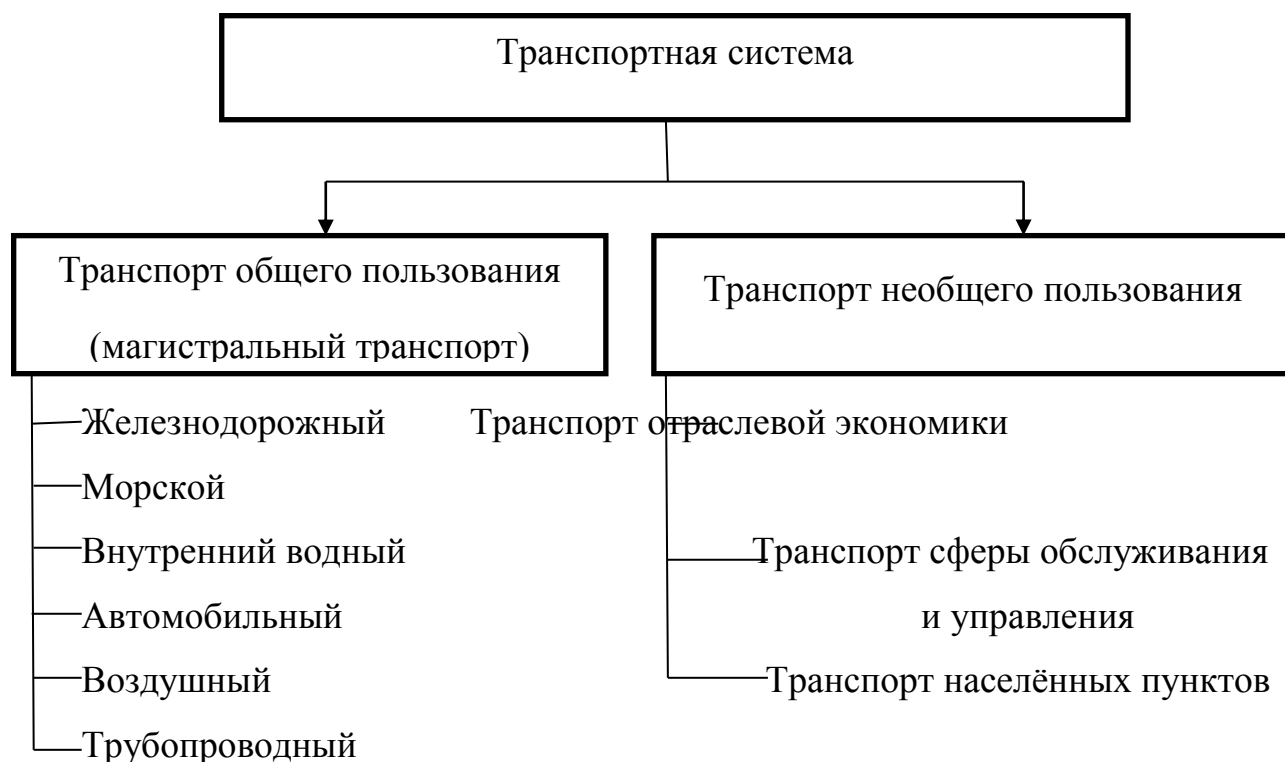 Транспортная система
Транспорт общего пользования
(магистральный транспорт)
Транспорт необщего пользования
Железнодорожный
Морской
Внутренний водный
Автомобильный
Воздушный
Трубопроводный
Транспорт отраслевой экономики
Транспорт сферы обслуживания
и управления
Транспорт населённых пунктов